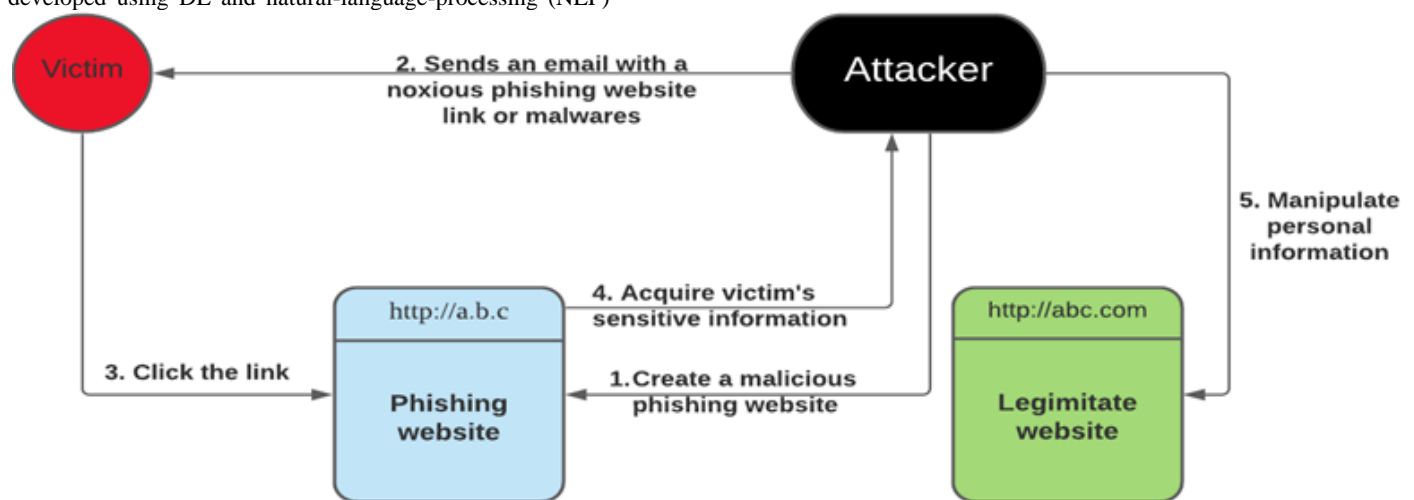 developed using DL and natural-language-processing (NLP)
Victim
2. Sends an email with a
noxious phishing website
link or malwares
Attacker
5. Manipulate
personal
information
http://a.b.c
4. Acquire victim's
sensitive information
http://abc.com
3. Click the link
1.Create a malicious
phishing website
Phishing
website
Legimitate
website